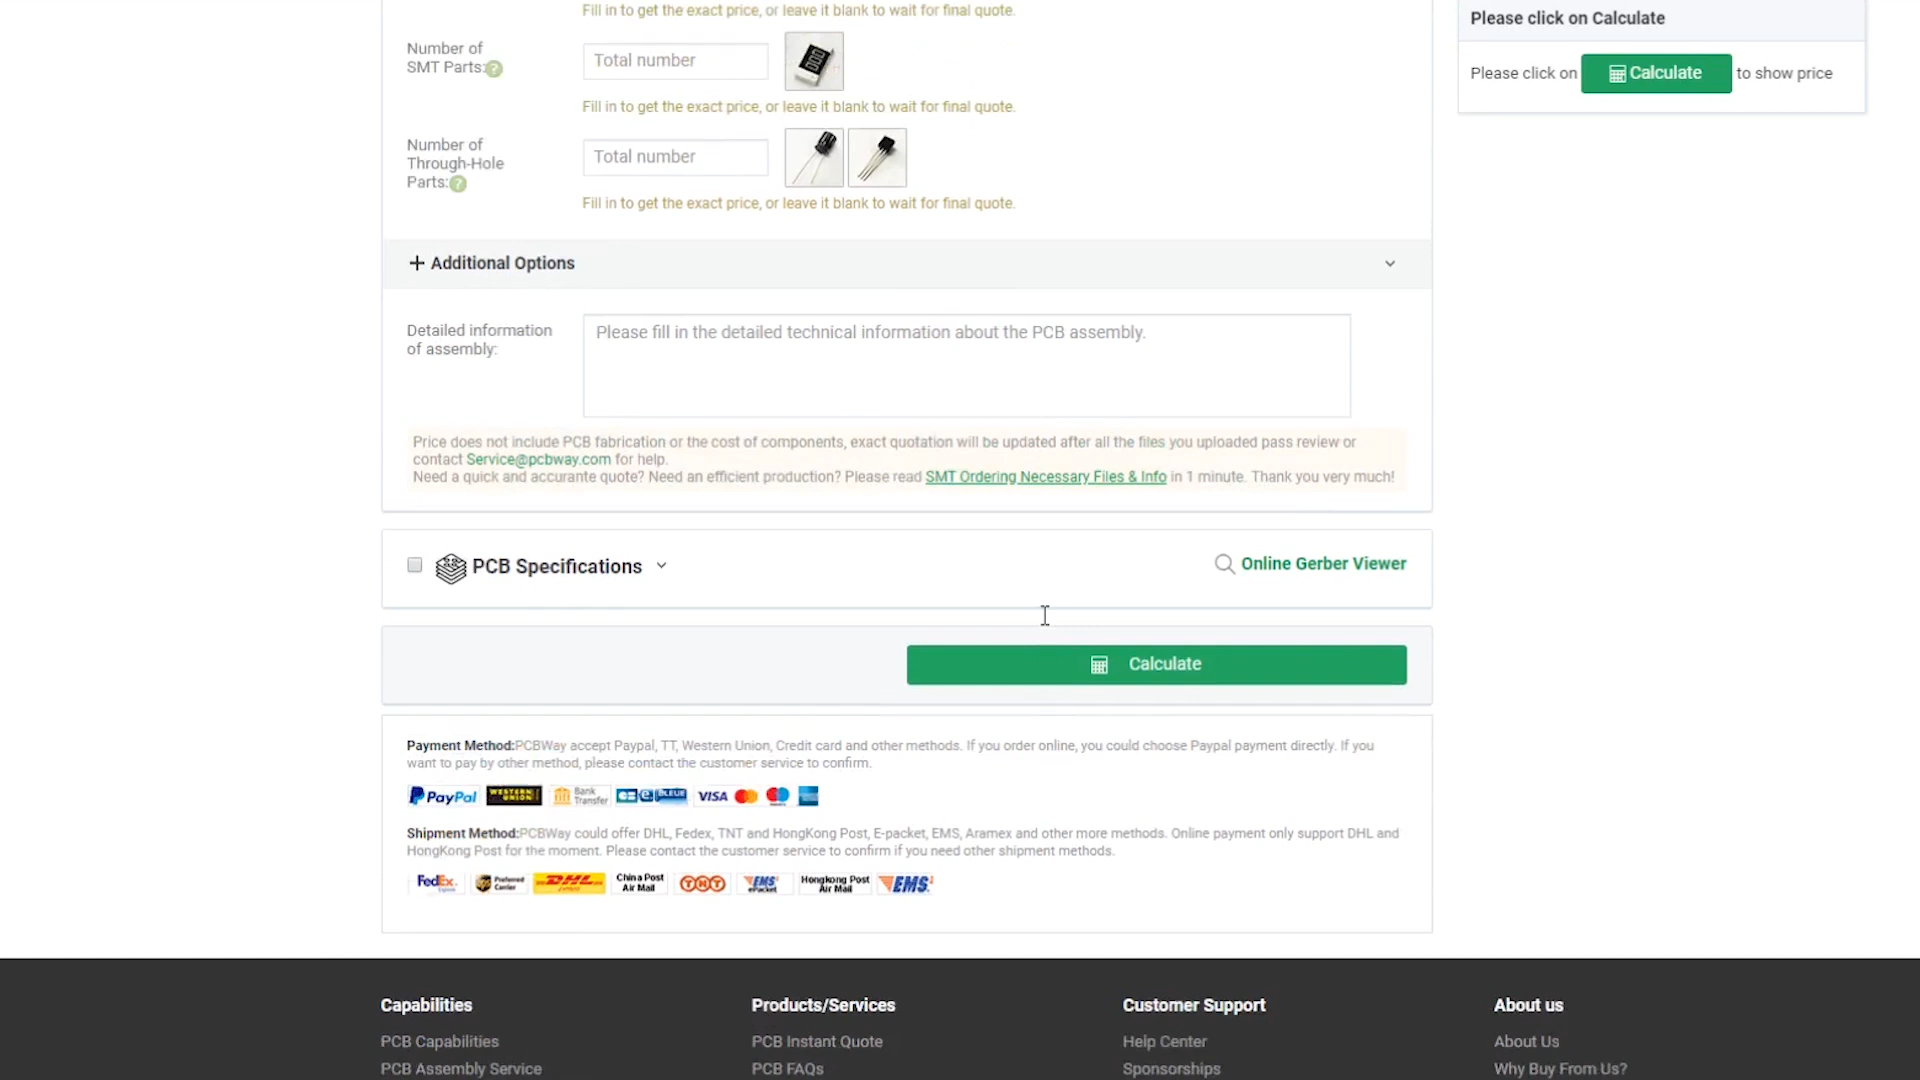 Fill in to get the exact price, or leave it blank to wait for final quote.
Please click on Calculate
Number of
SMT Parts:?
Total number
Please click on Calculate to show price
Fill in to get the exact price, or leave it blank to wait for final quote.
Number of
Through-Hole
Parts:?
Total number
Fill in to get the exact price, or leave it blank to wait for final quote.
+ Additional Options
Detailed information
of assembly:
Please fill in the detailed technical information about the PCB assembly.
Price does not include PCB fabrication or the cost of components, exact quotation will be updated after all the files you uploaded pass review or
contact Service@pcbway.com for help.
Need a quick and accurante quote? Need an efficient production? Please read SMT Ordering Necessary Files & Info in 1 minute. Thank you very much!
PCB Specifications
Online Gerber Viewer
Calculate
Payment Method:PCBWay accept Paypal, TT, Western Union, Credit card and other methods. If you order online, you could choose Paypal payment directly. If you
want to pay by other method, please contact the customer service to confirm.
PayPal WESTERN UNION Bank Transfer CB e BLEUE VISA
Shipment Method:PCBWay could offer DHL, Fedex, TNT and HongKong Post, E-packet, EMS, Aramex and other more methods. Online payment only support DHL and
HongKong Post for the moment. Please contact the customer service to confirm if you need other shipment methods.
FedEx Express UPS Preferred DHL China Post Air Mail TNT EMS ePacket Hongkong Post Air Mail EMS
Capabilities
Products/Services
Customer Support
About us
PCB Capabilities
PCB Instant Quote
Help Center
About Us
PCB Assembly Service
PCB FAQs
Sponsorships
Why Buy From Us?